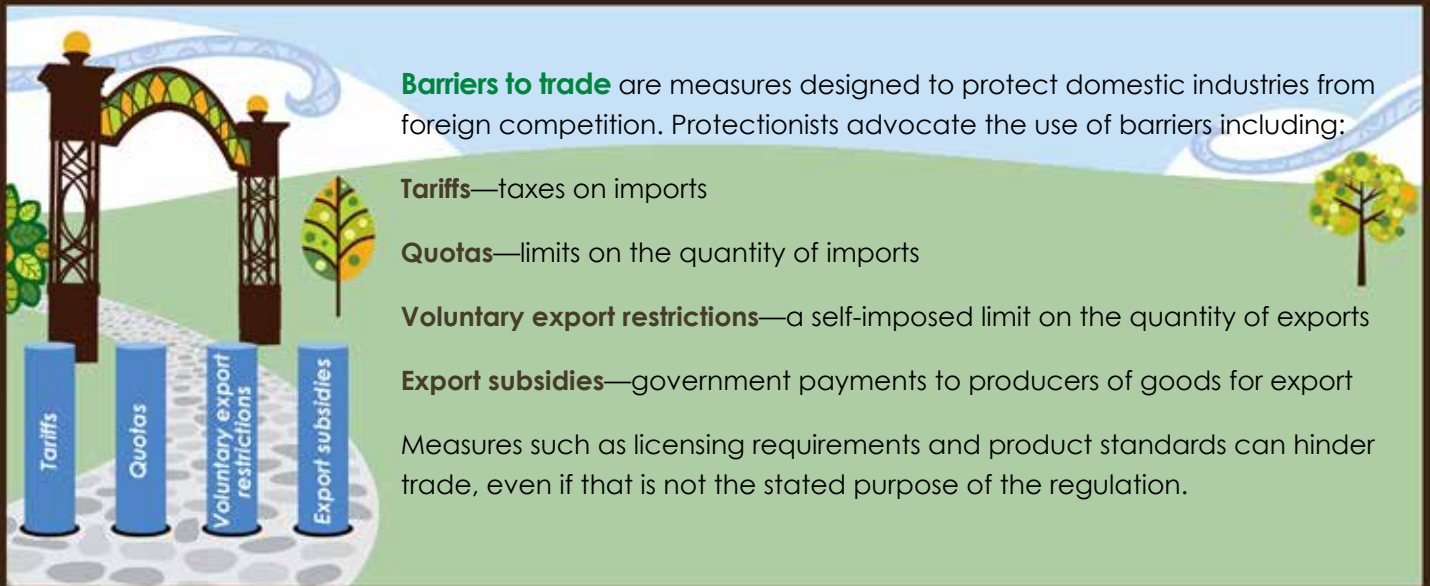 Barriers to trade are measures designed to protect domestic industries from
foreign competition. Protectionists advocate the use of barriers including:
Tariffs—taxes on imports
Quotas—limits on the quantity of imports
Voluntary export restrictions—a self-imposed limit on the quantity of exports
Export subsidies—government payments to producers of goods for export
Measures such as licensing requirements and product standards can hinder
trade, even if that is not the stated purpose of the regulation.
Tariffs
Quotas
Voluntary export
restrictions
Export subsidies